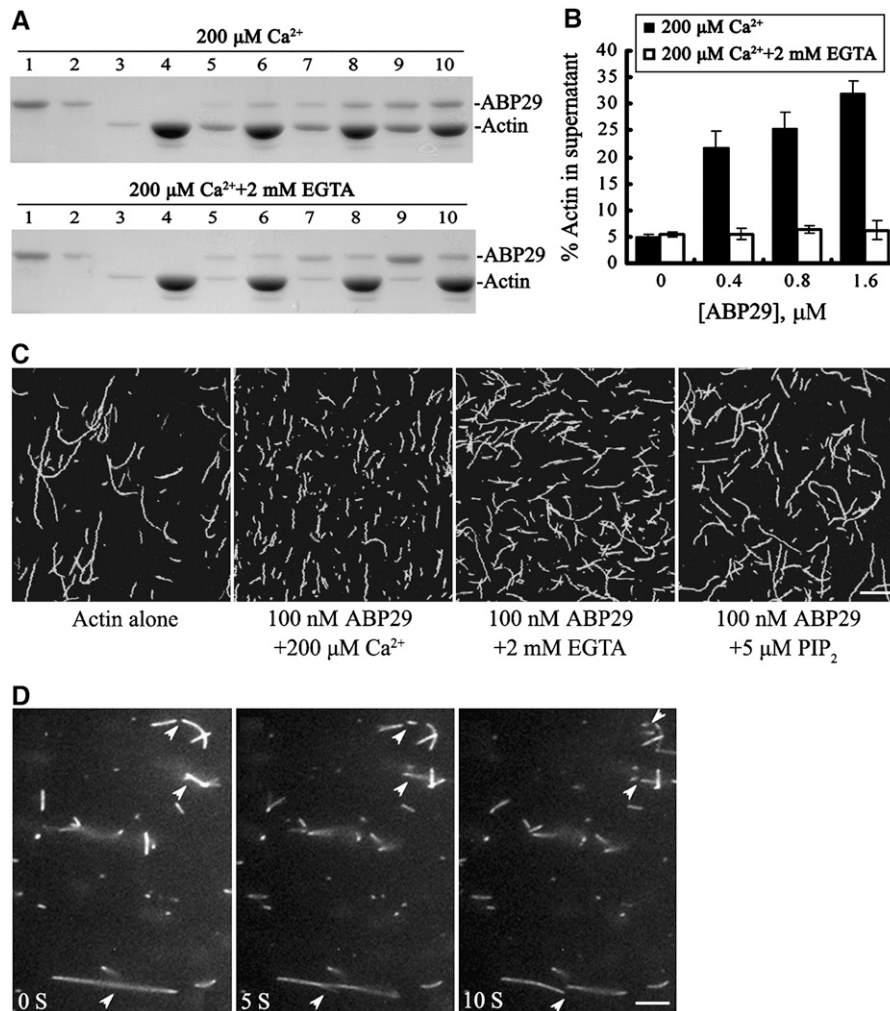 A
200 μM Ca²⁺
1 2 3 4 5 6 7 8 9 10
-ABP29
-Actin
200 μM Ca²⁺+2 mM EGTA
1 2 3 4 5 6 7 8 9 10
-ABP29
-Actin
B
200 μM Ca²⁺
200 μM Ca²⁺+2 mM EGTA
% Actin in supernatant
40
35
30
25
20
15
10
5
0
0 0.4 0.8 1.6
[ABP29], μM
C
Actin alone
100 nM ABP29
+200 μM Ca²⁺
100 nM ABP29
+2 mM EGTA
100 nM ABP29
+5 μM PIP₂
D
0 S
5 S
10 S